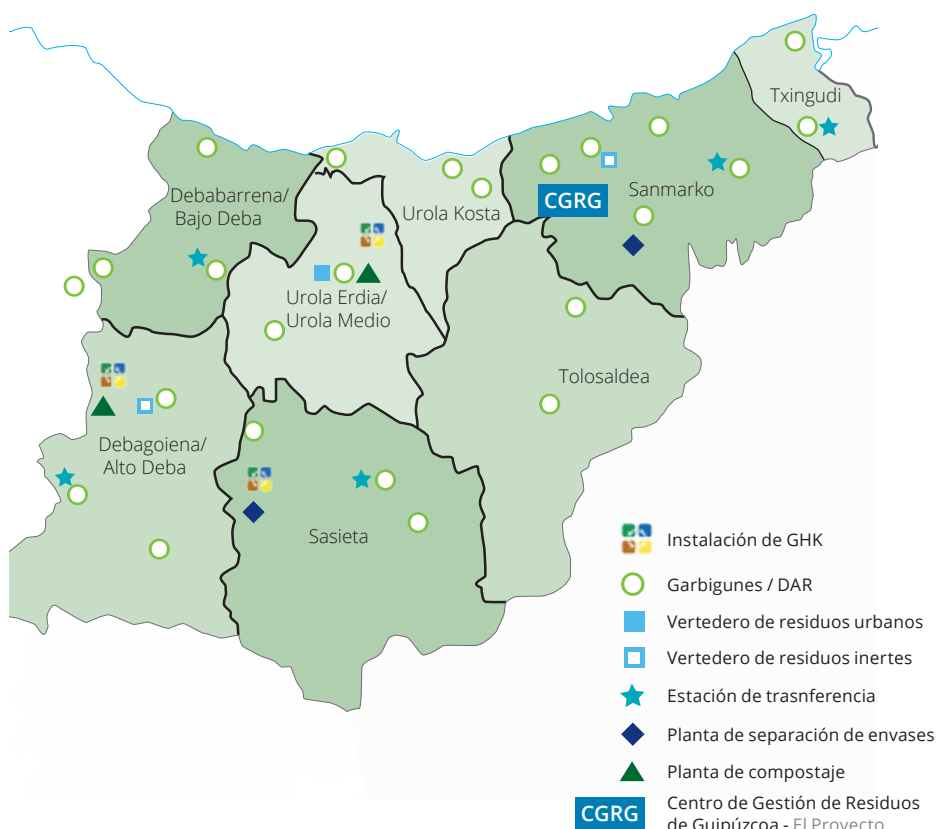 Txingudi
Debabarrena/
Bajo Deba
Sanmarko
CGRG
Urola Kosta
Urola Erdia/
Urola Medio
Tolosaldea
Debagoiena/
Alto Deba
Sasieta
Instalación de GHK
Garbigunes / DAR
Vertedero de residuos urbanos
Vertedero de residuos inertes
Estación de trasnferencia
Planta de separación de envases
Planta de compostaje
CGRG
Centro de Gestión de Residuos
de Guipúzcoa - El Proyecto